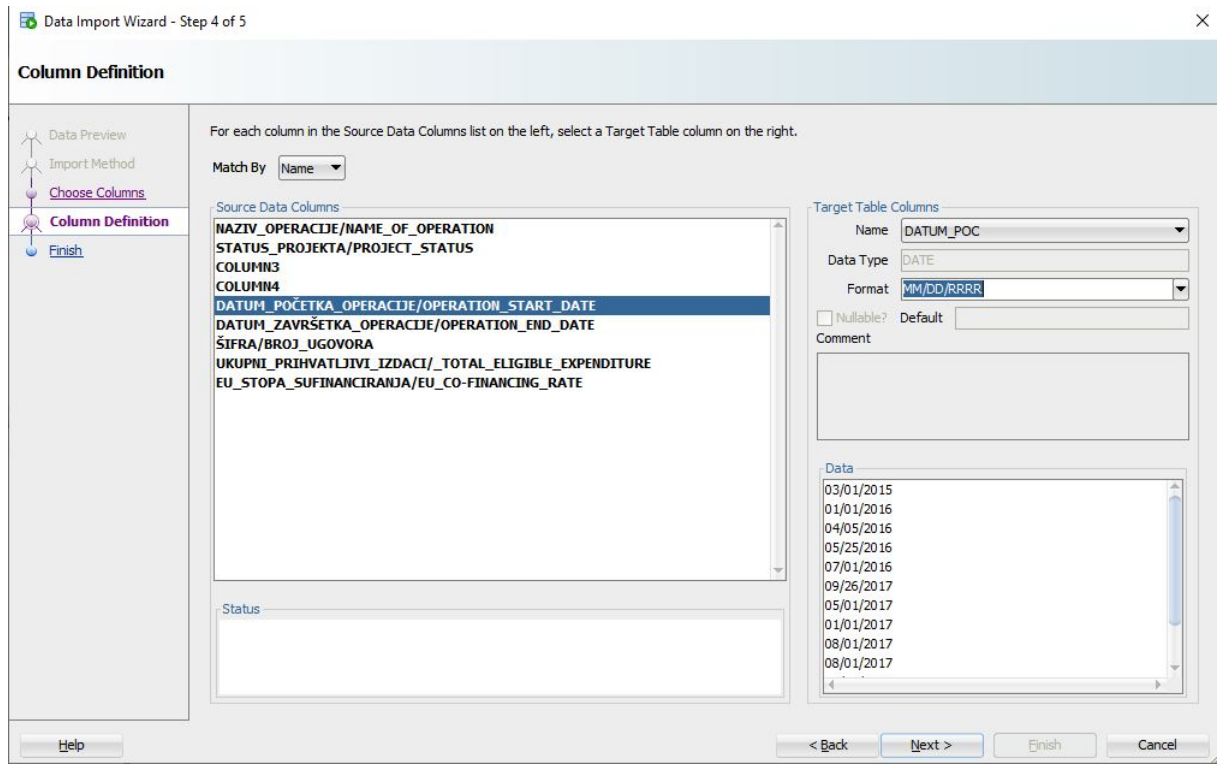 Data Import Wizard - Step 4 of 5
Column Definition
Data Preview
Import Method
Choose Columns
Column Definition
Finish
For each column in the Source Data Columns list on the left, select a Target Table column on the right.
Match By Name
Source Data Columns
NAZIV_OPERACIJE/NAME_OF_OPERATION
STATUS_PROJEKTA/PROJECT_STATUS
COLUMN3
COLUMN4
DATUM_POČETKA_OPERACIJE/OPERATION_START_DATE
DATUM_ZAVRŠETKA_OPERACIJE/OPERATION_END_DATE
ŠIFRA/BROJ_UGOVORA
UKUPNI_PRIHVATLJIVI_IZDACI/_TOTAL_ELIGIBLE_EXPENDITURE
EU_STOPA_SUFINANCIRANJA/EU_CO-FINANCING_RATE
Status
Target Table Columns
Name DATUM_POC
Data Type DATE
Format MM/DD/RRRR
Nullable? Default
Comment
Data
03/01/2015
01/01/2016
04/05/2016
05/25/2016
07/01/2016
09/26/2017
05/01/2017
01/01/2017
08/01/2017
08/01/2017
Help
< Back Next > Finish Cancel